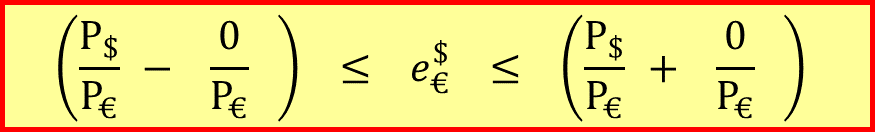 (P$/P€ − 0/P€) ≤ e$€ ≤ (P$/P€ + 0/P€)